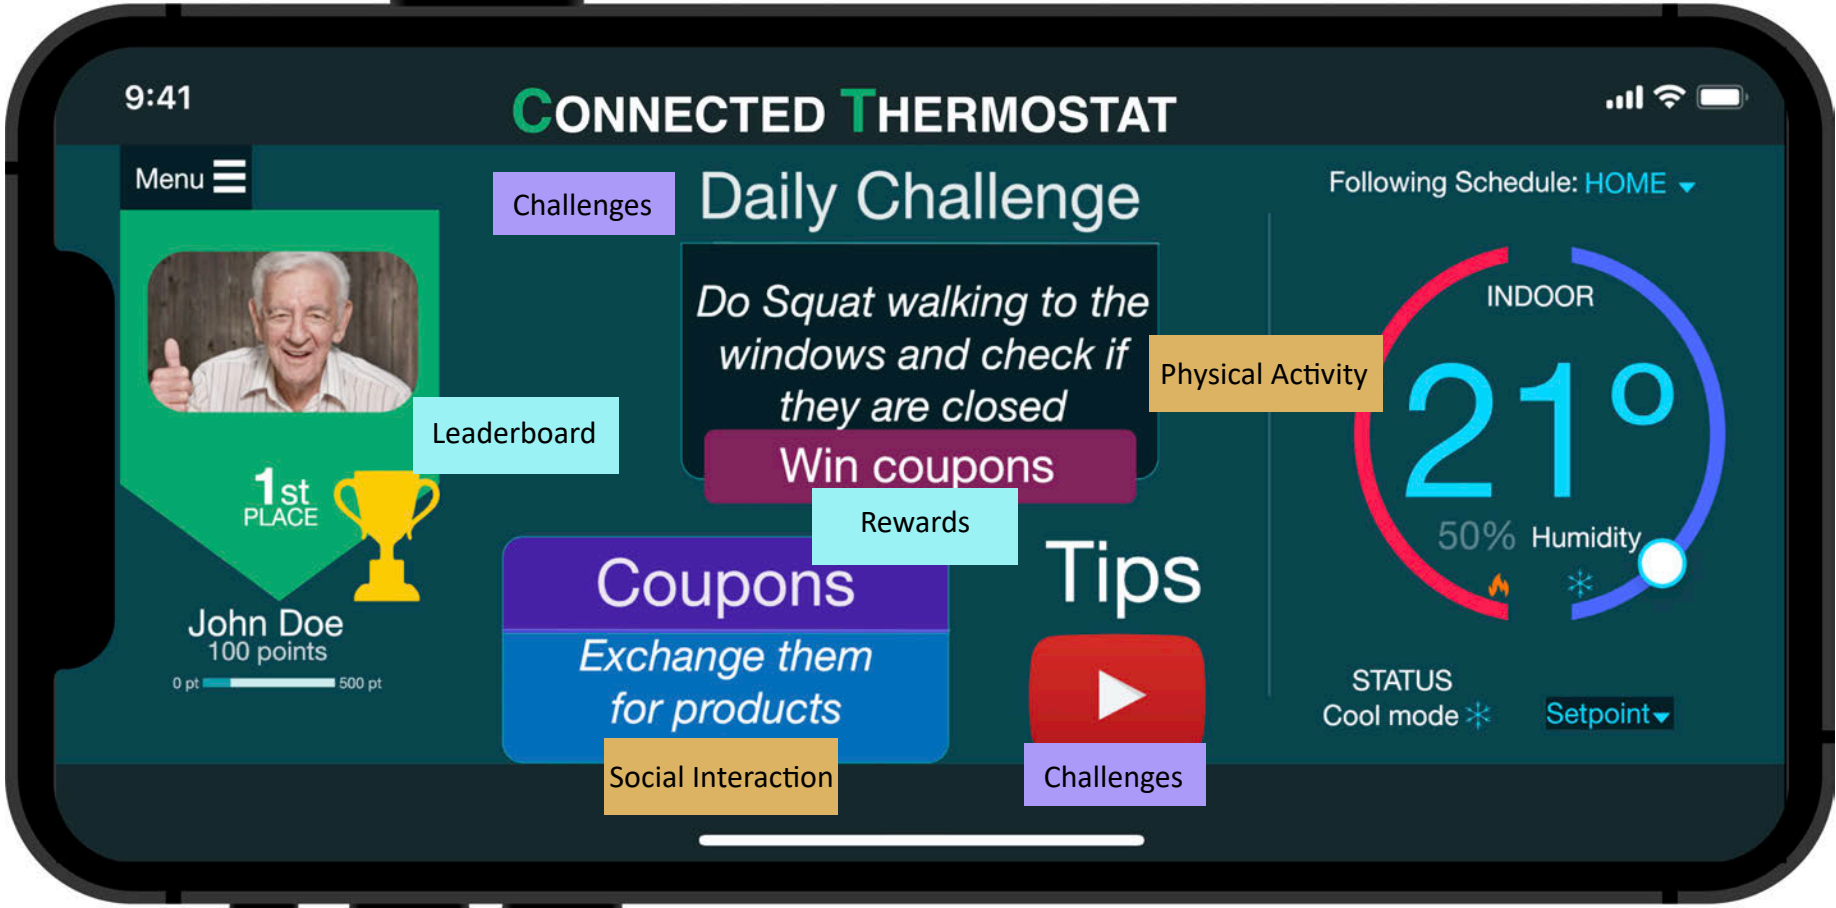 9:41
CONNECTED THERMOSTAT
Menu
Challenges
Daily Challenge
Following Schedule: HOME
Do Squat walking to the
windows and check if
they are closed
Physical Activity
INDOOR
21º
50% Humidity
Leaderboard
Win coupons
Rewards
1st
PLACE
John Doe
100 points
0 pt 500 pt
Coupons
Exchange them
for products
Social Interaction
Tips
Challenges
STATUS
Cool mode
Setpoint